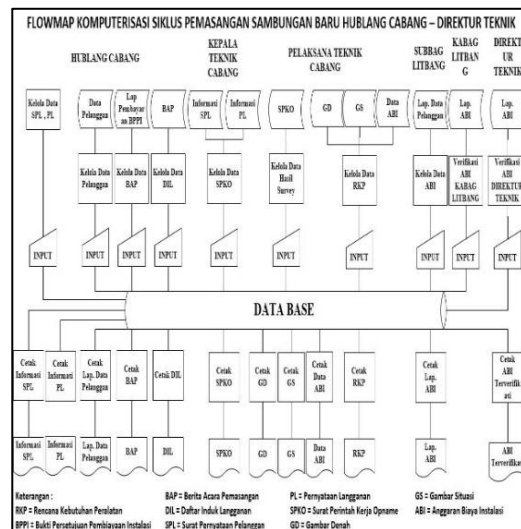 FLOWMAP KOMPUTERISASI SIKLUS PEMASANGAN SAMBUNGAN BARU HUBLANG CABANG – DIREKTUR TEKNIK
HUBLANG CABANG
KEPALA
TEKNIK
CABANG
PELAKSANA TEKNIK
CABANG
SUBBAG
LITBANG
KABAG
LITBAN
G
DIREKT
UR
TEKNIK
Kelola Data
SPL , PL
Data
Pelanggan
Lap
Pembayar
an BPPI
BAP
Informasi
SPL
Informasi
PL
SPKO
GD
GS
Data
ABI
Lap. Data
Pelanggan
Lap.
ABI
Lap.
ABI
Kelola Data
Pelanggan
Kelola Data
BAP
Kelola Data
DIL
Kelola Data
SPKO
Kelola Data
Hasil
Survey
Kelola Data
RKP
Kelola Data
ABI
Verifikasi
ABI
KABAG
LITBANG
Verifikasi
ABI
DIREKTUR
TEKNIK
INPUT
INPUT
INPUT
INPUT
INPUT
INPUT
INPUT
INPUT
INPUT
INPUT
DATA BASE
Cetak
Informasi
SPL
Cetak
Informasi
PL
Cetak
Lap. Data
Pelanggan
Cetak
BAP
Cetak DIL
Cetak
SPKO
Cetak
GD
Cetak
GS
Cetak
Data
ABI
Cetak
RKP
Cetak
Lap.
ABI
Cetak
ABI
Terverifik
asi
Informasi
SPL
Informasi
PL
Lap. Data
Pelanggan
BAP
DIL
SPKO
GD
GS
Data
ABI
RKP
Lap.
ABI
ABI
Terverifikasi
Keterangan :
RKP = Rencana Kebutuhan Peralatan
BPPI = Bukti Persetujuan Pembiayaan Instalasi
BAP = Berita Acara Pemasangan
DIL = Daftar Induk Langganan
SPL = Surat Pernyataan Pelanggan
PL = Pernyataan Langganan
SPKO = Surat Perintah Kerja Opname
GD = Gambar Denah
GS = Gambar Situasi
ABI = Anggaran Biaya Instalasi